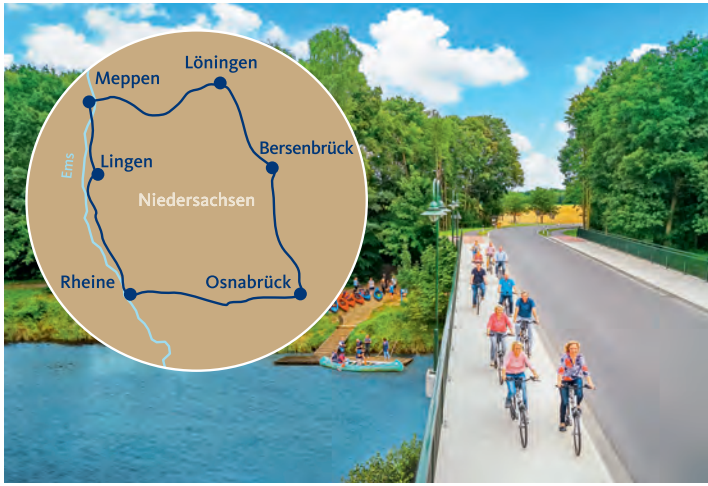 Löningen
Meppen
Bersenbrück
Lingen
Ems
Niedersachsen
Rheine
Osnabrück